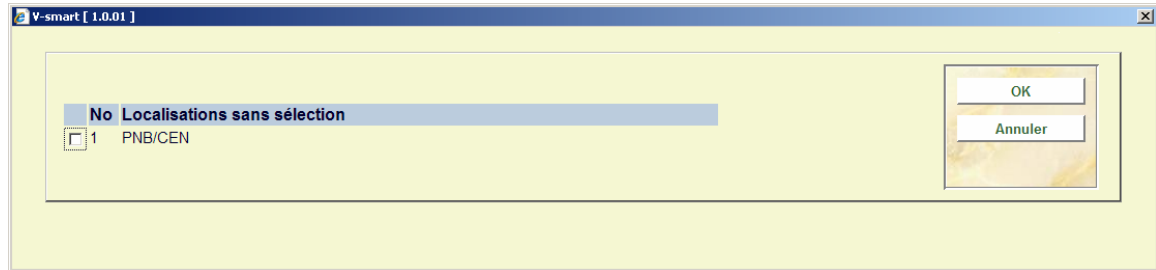 V-smart [ 1.0.01 ]
No Localisations sans sélection
1 PNB/CEN
OK
Annuler